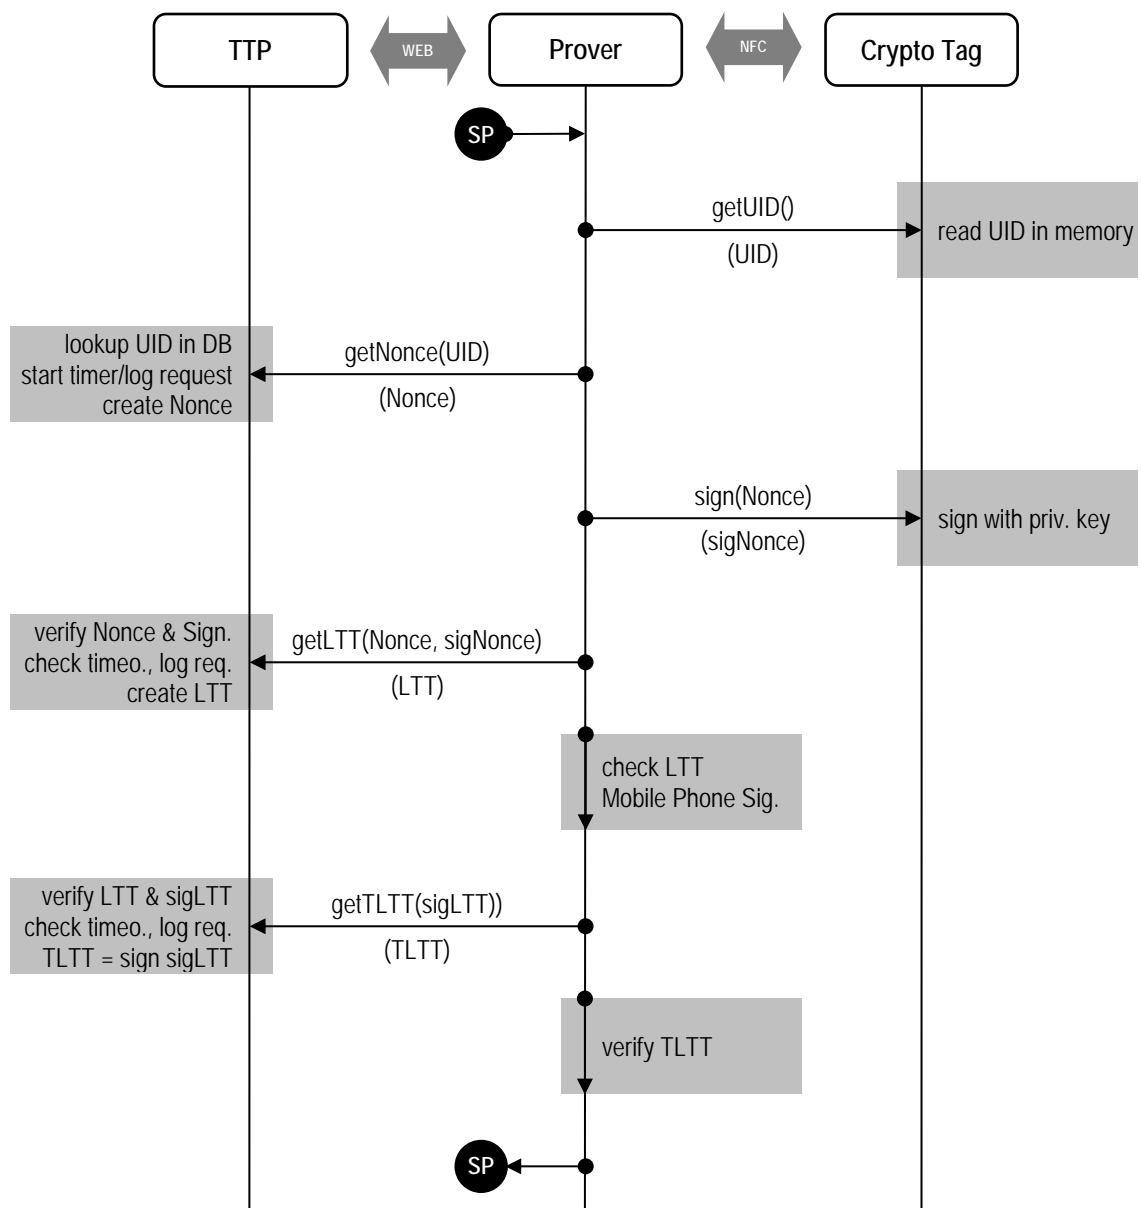 TTP
WEB
Prover
NFC
Crypto Tag
SP
getUID()
(UID)
read UID in memory
lookup UID in DB
start timer/log request
create Nonce
getNonce(UID)
(Nonce)
sign(Nonce)
(sigNonce)
sign with priv. key
verify Nonce & Sign.
check timeo., log req.
create LTT
getLTT(Nonce, sigNonce)
(LTT)
check LTT
Mobile Phone Sig.
verify LTT & sigLTT
check timeo., log req.
TLTT = sign sigLTT
getTLTT(sigLTT))
(TLTT)
verify TLTT
SP